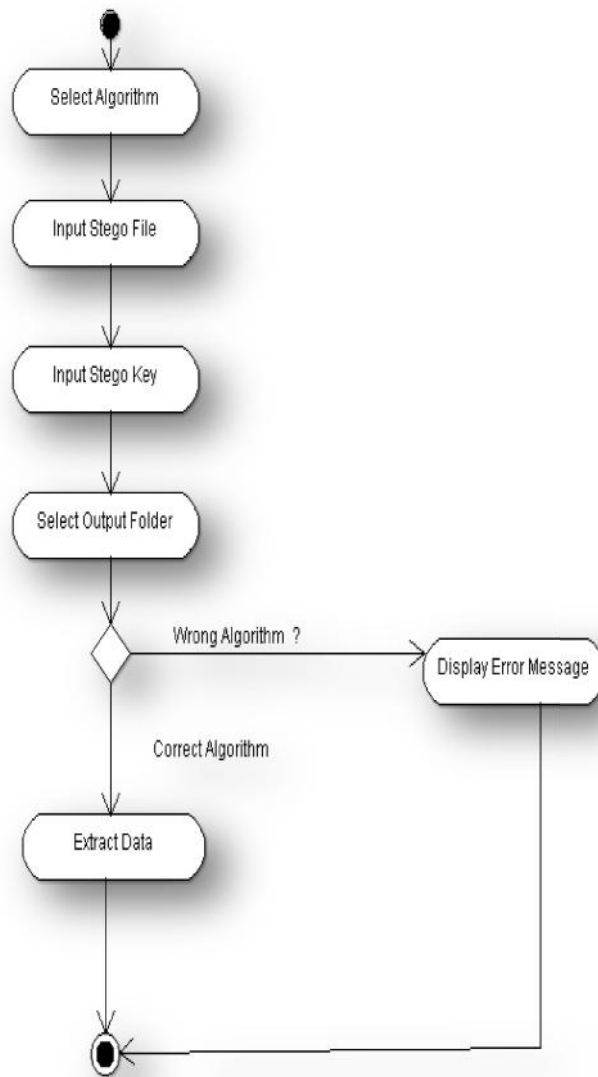 Select Algorithm
Input Stego File
Input Stego Key
Select Output Folder
Wrong Algorithm ?
Display Error Message
Correct Algorithm
Extract Data